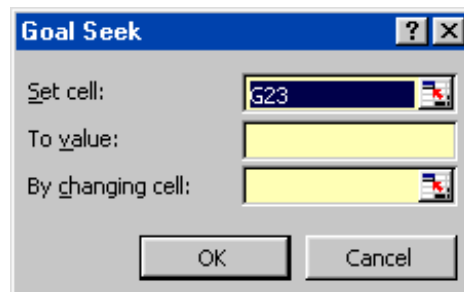 Goal Seek
Set cell: G23
To value:
By changing cell:
OK Cancel